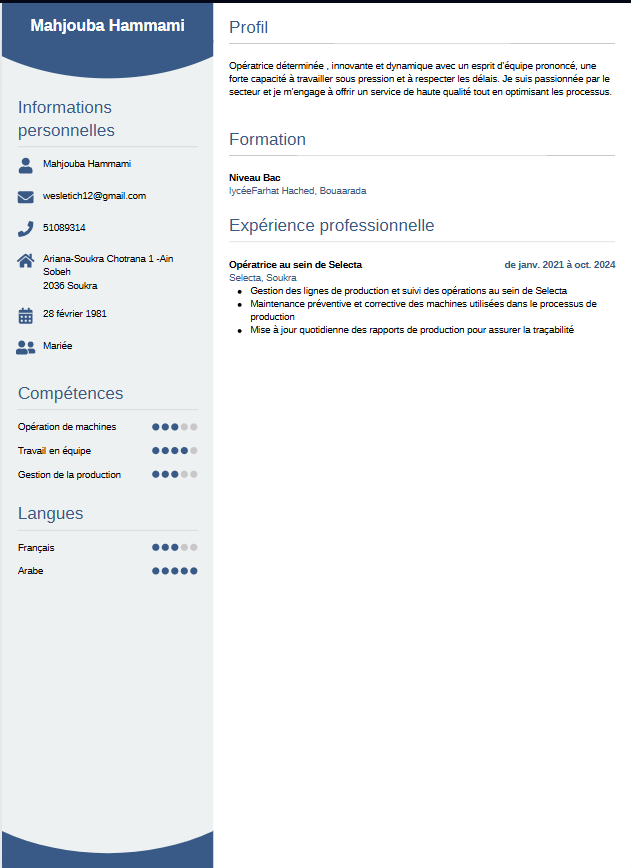 Mahjouba Hammami
Informations
personnelles
Mahjouba Hammami
wesletich12@gmail.com
51089314
Ariana-Soukra Chotrana 1 -Ain
Sobeh
2036 Soukra
28 février 1981
Mariée
Compétences
Opération de machines
Travail en équipe
Gestion de la production
Langues
Français
Arabe
Profil
Opératrice déterminée , innovante et dynamique avec un esprit d'équipe prononcé, une
forte capacité à travailler sous pression et à respecter les délais. Je suis passionnée par le
secteur et je m'engage à offrir un service de haute qualité tout en optimisant les processus.
Formation
Niveau Bac
lycéeFarhat Hached, Bouaarada
Expérience professionnelle
Opératrice au sein de Selecta de janv. 2021 à oct. 2024
Selecta, Soukra
• Gestion des lignes de production et suivi des opérations au sein de Selecta
• Maintenance préventive et corrective des machines utilisées dans le processus de
production
• Mise à jour quotidienne des rapports de production pour assurer la traçabilité